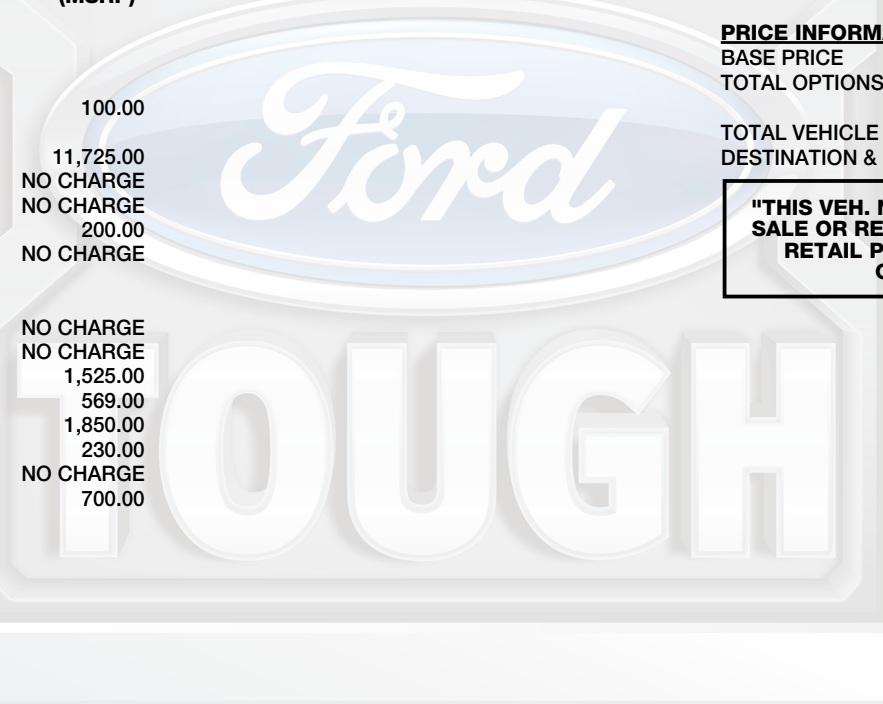 (MSRP)
100.00
11,725.00
NO CHARGE
NO CHARGE
200.00
NO CHARGE
NO CHARGE
NO CHARGE
1,525.00
569.00
1,850.00
230.00
NO CHARGE
700.00
PRICE INFORMA
BASE PRICE
TOTAL OPTIONS
TOTAL VEHICLE
DESTINATION &
"THIS VEH. N
SALE OR RE
RETAIL P
Ford
TOUGH